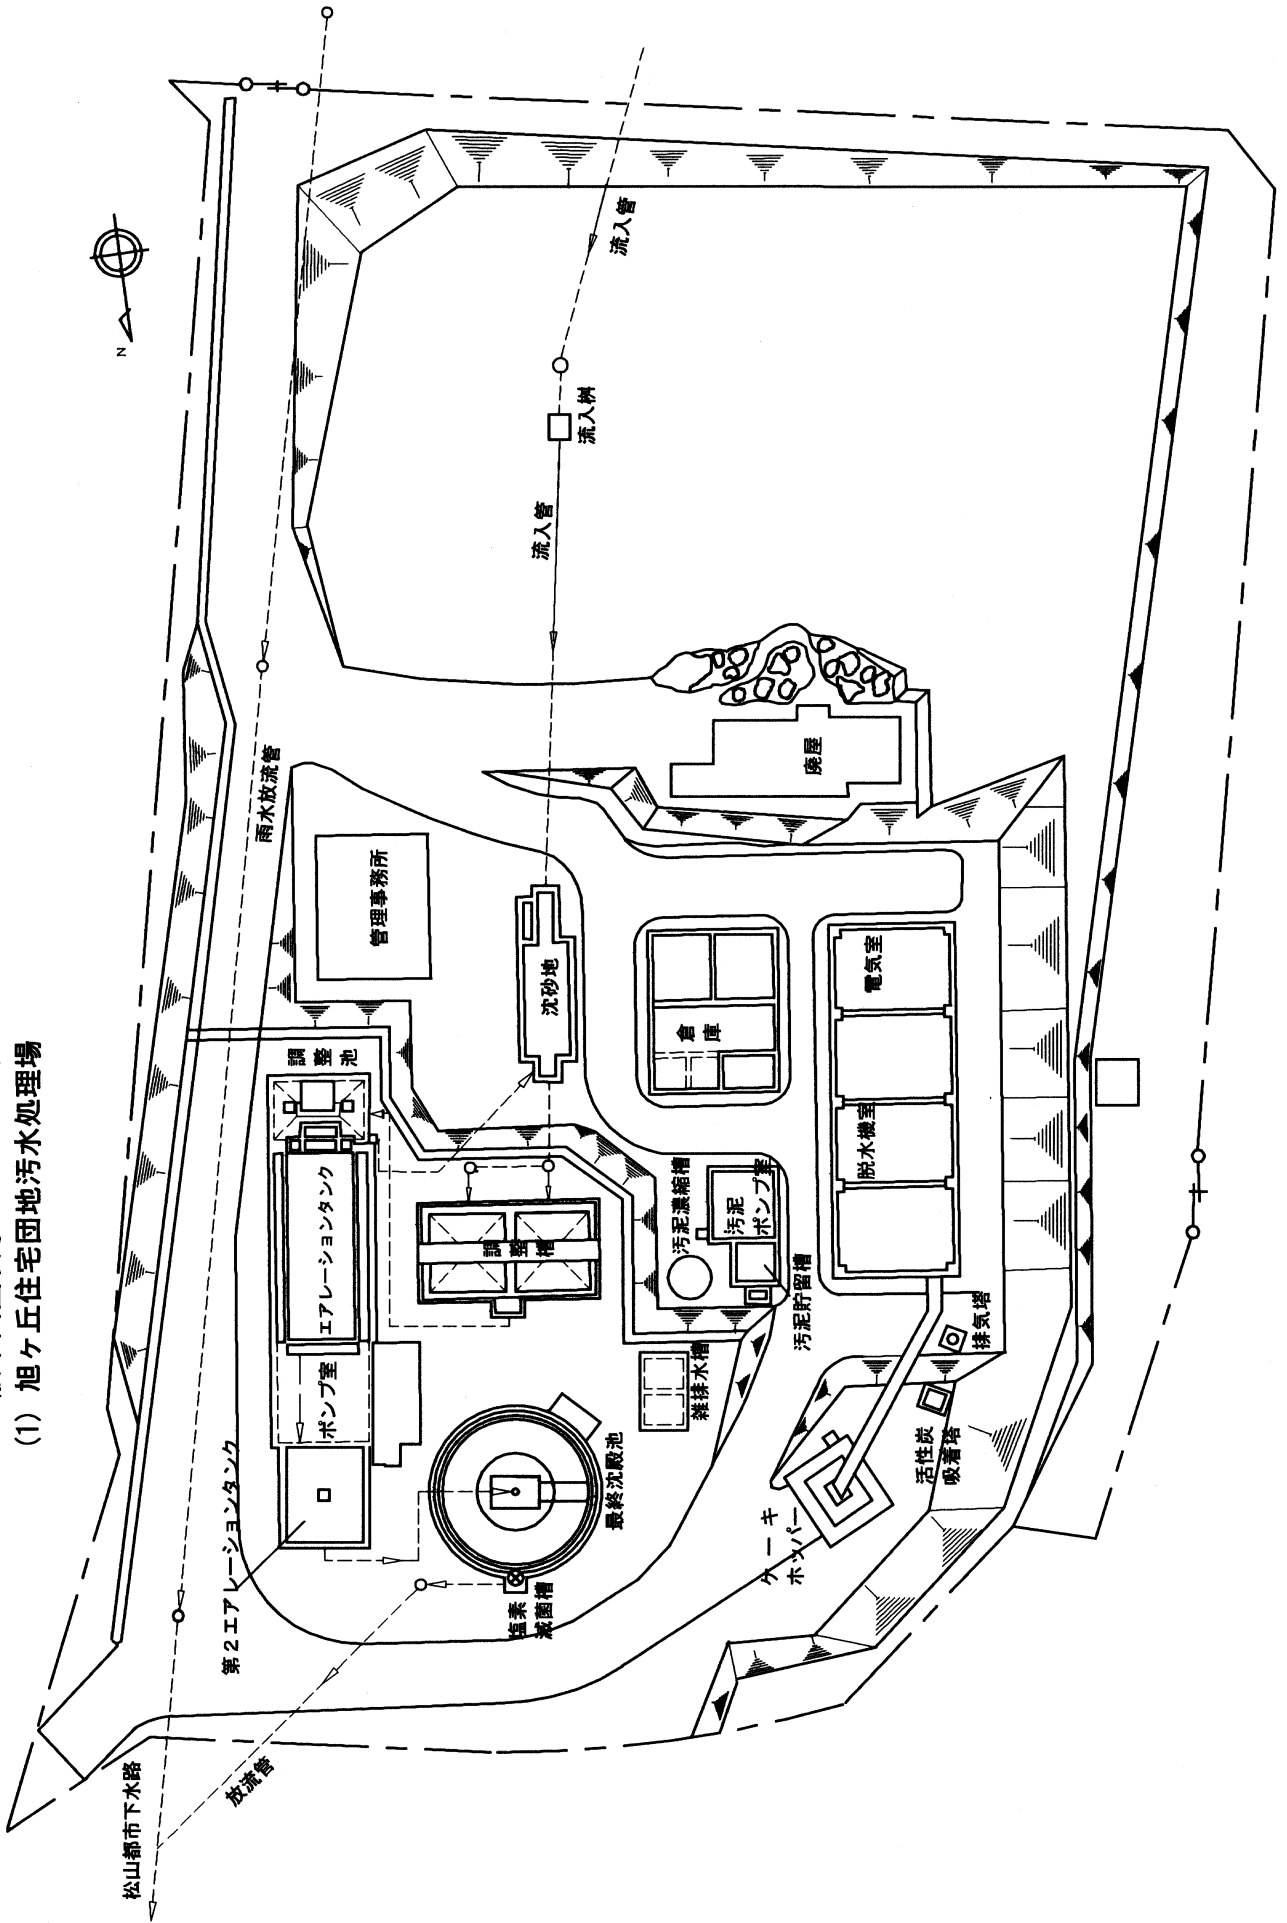 (1) 旭ヶ丘住宅団地汚水処理場
N
流入管
流入桝
流入管
雨水放流管
廃屋
管理事務所
沈砂地
倉庫
電気室
脱水機室
調整池
エアレーションタンク
調整槽
汚泥濃縮槽
汚泥
ポンプ室
汚泥貯留槽
ポンプ室
雑排水槽
排気塔
活性炭
吸着塔
ケーキ
ホッパー
最終沈殿池
塩素
滅菌槽
第2エアレーションタンク
放流管
松山都市下水路